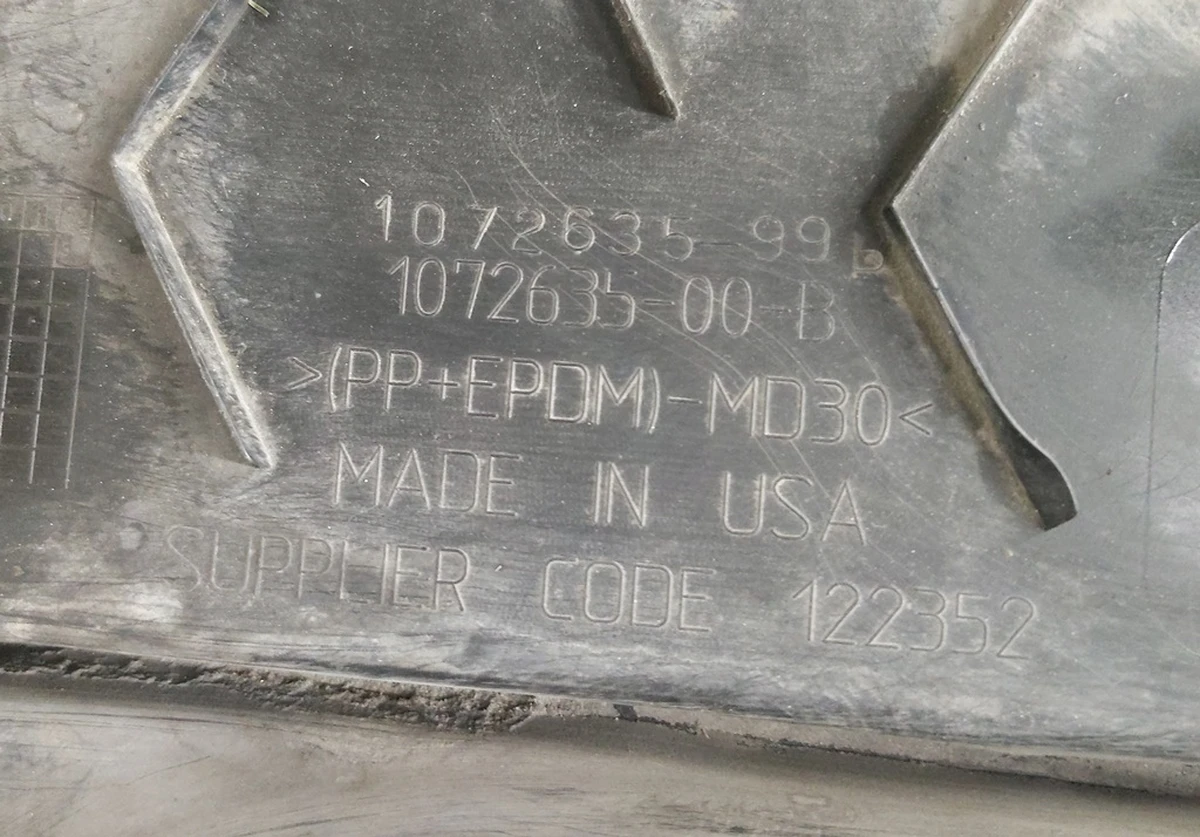 1072635-99
1072635-00-B
>(PP+EPDM)-MD30<
MADE IN USA
SUPPLIER CODE 122352